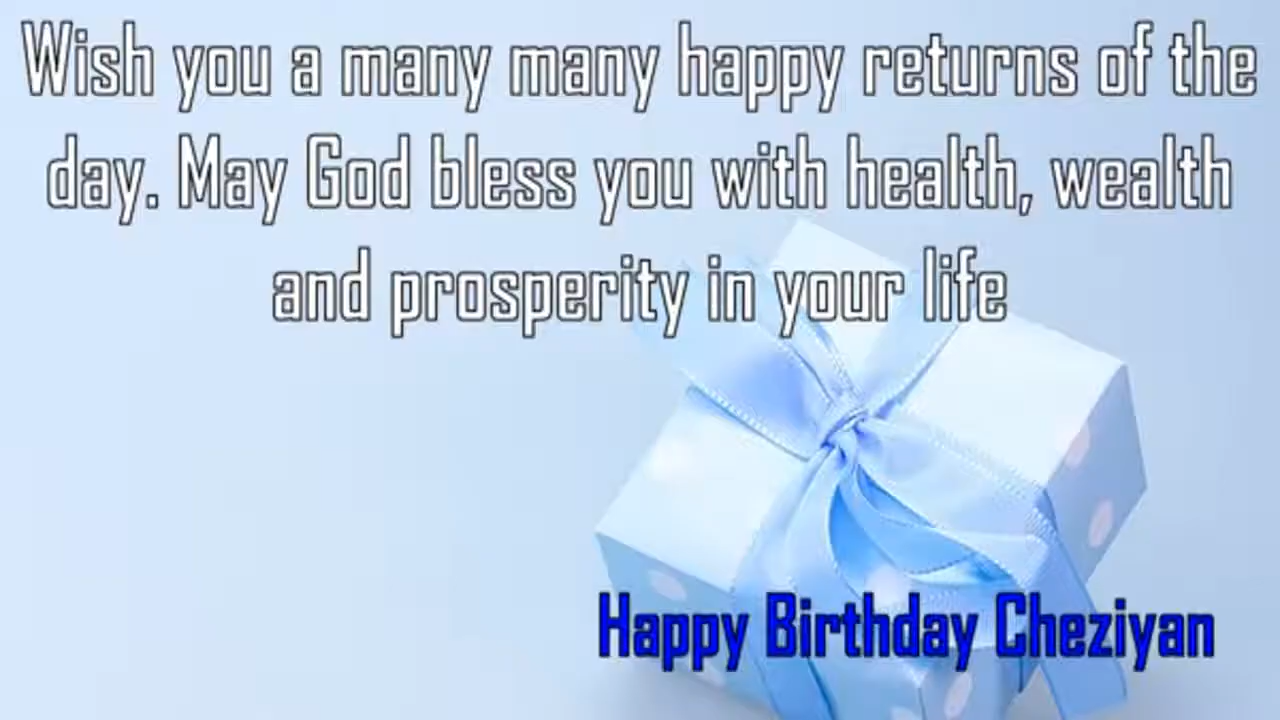 Wish you a many many happy returns of the
day. May God bless you with health, wealth
and prosperity in your life
Happy Birthday Cheziyan